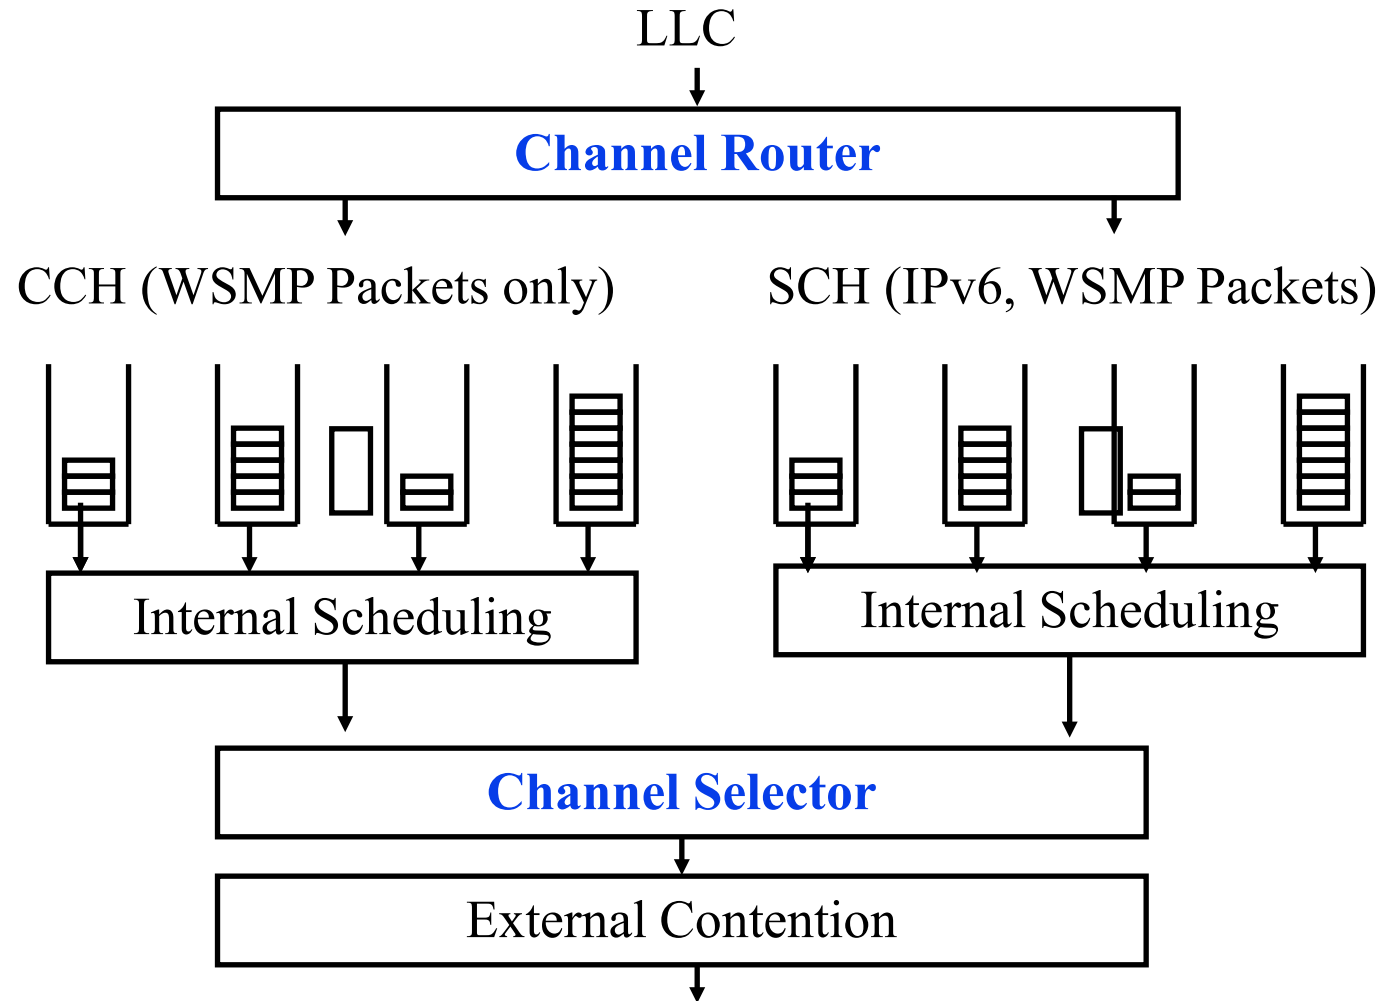 LLC
Channel Router
CCH (WSMP Packets only)
SCH (IPv6, WSMP Packets)
Internal Scheduling
Internal Scheduling
Channel Selector
External Contention